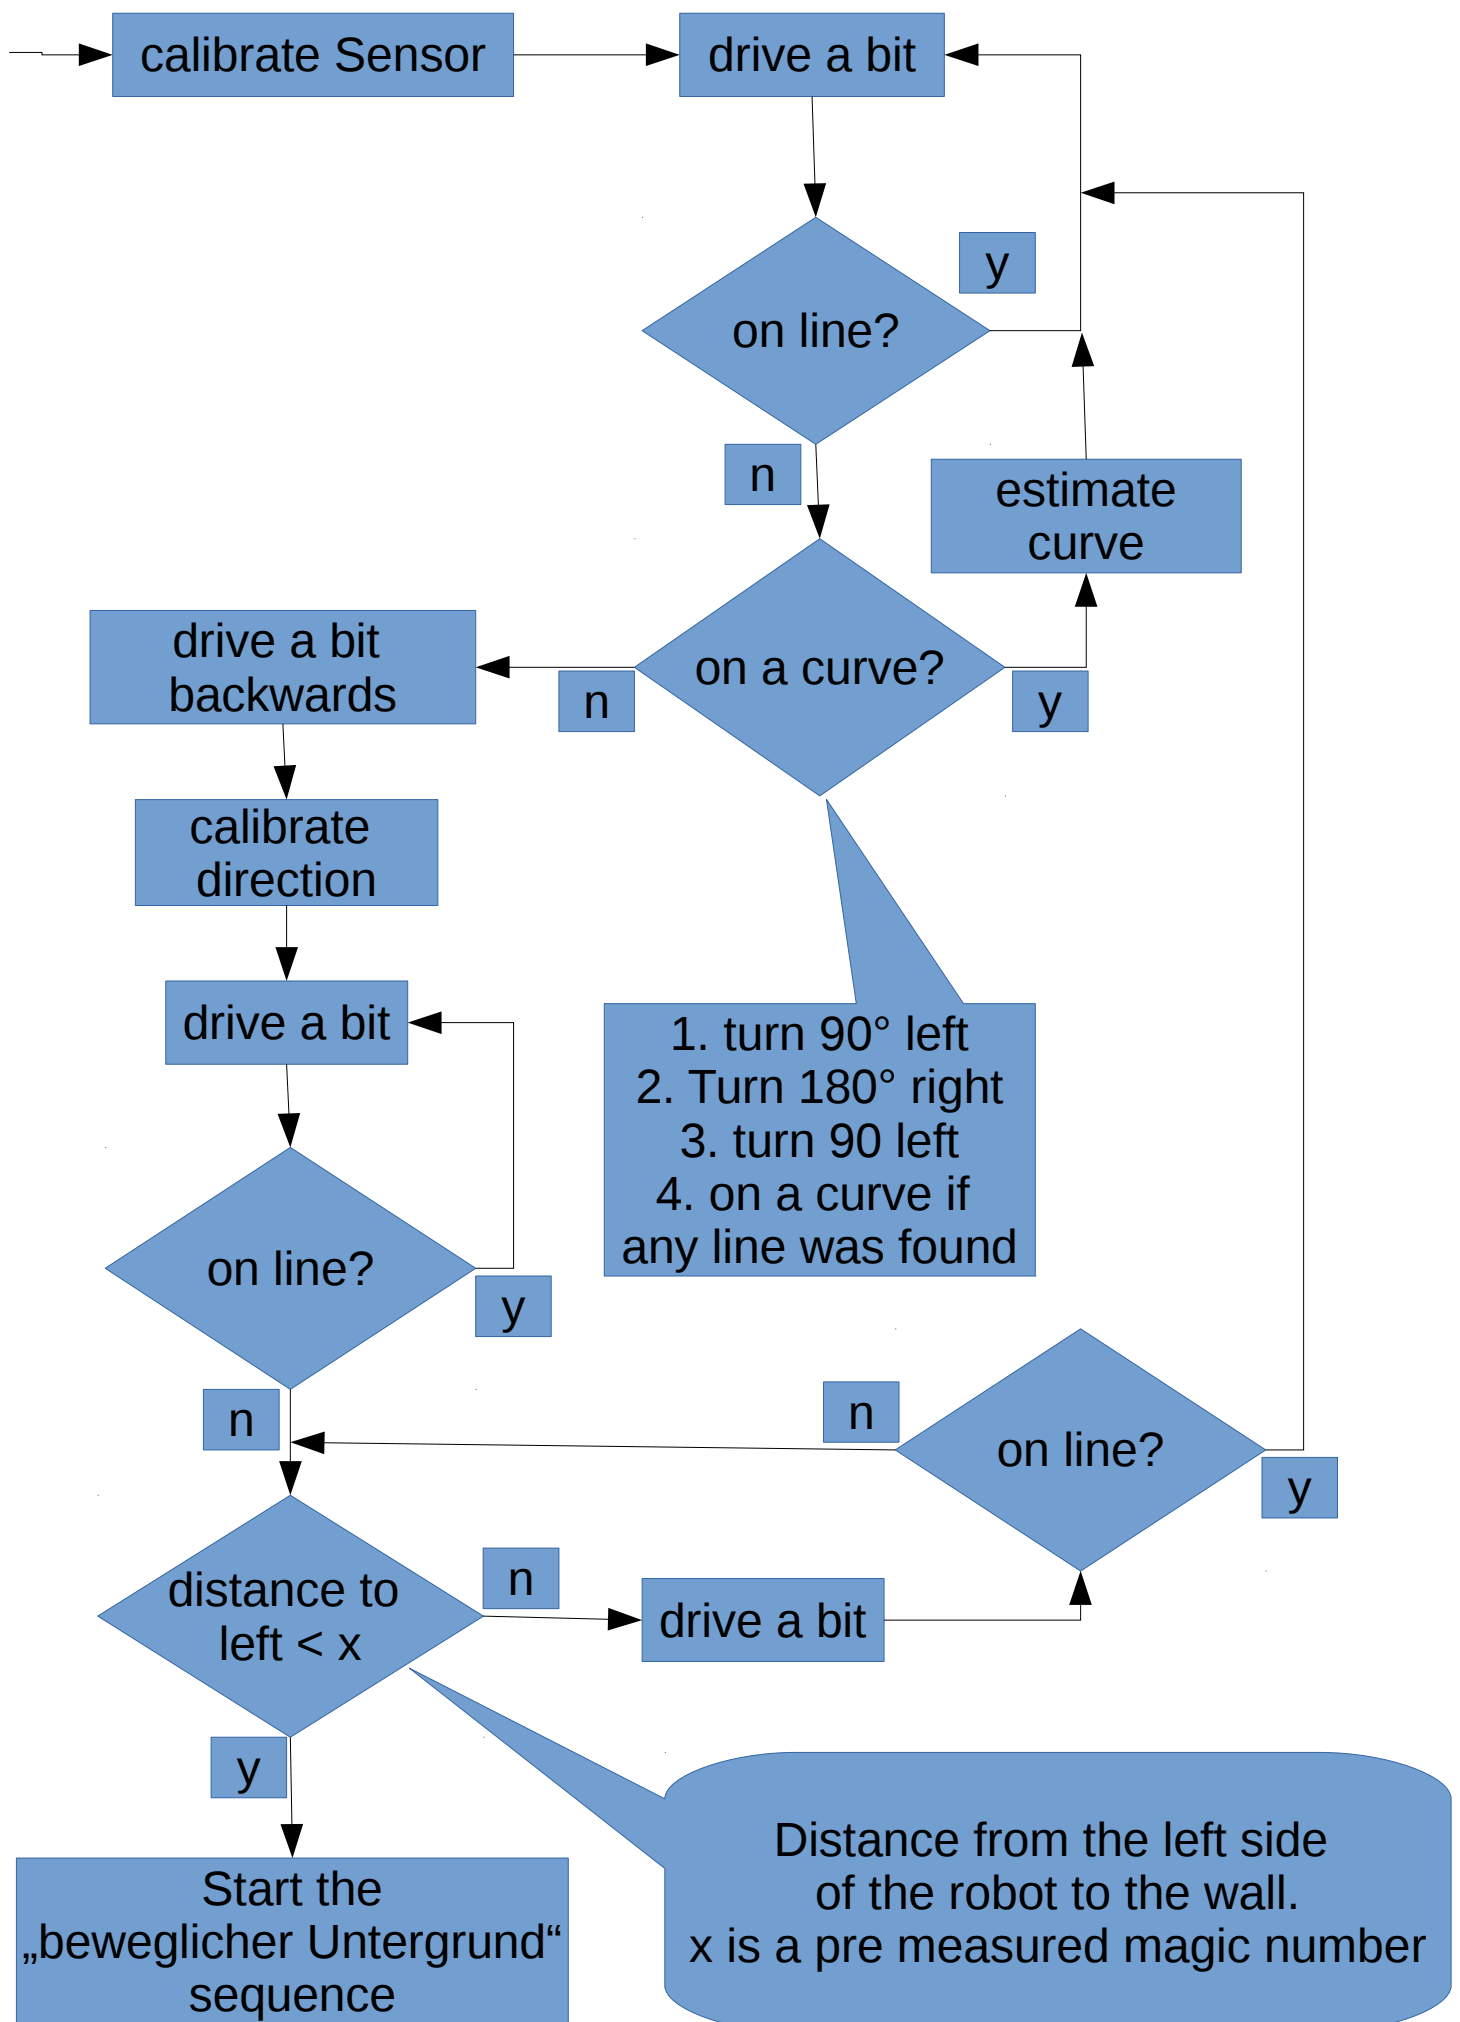 calibrate Sensor
drive a bit
y
on line?
n
estimate
curve
drive a bit
backwards
on a curve?
n
y
calibrate
direction
drive a bit
1. turn 90° left
2. Turn 180° right
3. turn 90 left
4. on a curve if
any line was found
on line?
y
n
n
on line?
y
distance to
left < x
n
drive a bit
y
Distance from the left side
of the robot to the wall.
x is a pre measured magic number
Start the
„beweglicher Untergrund“
sequence